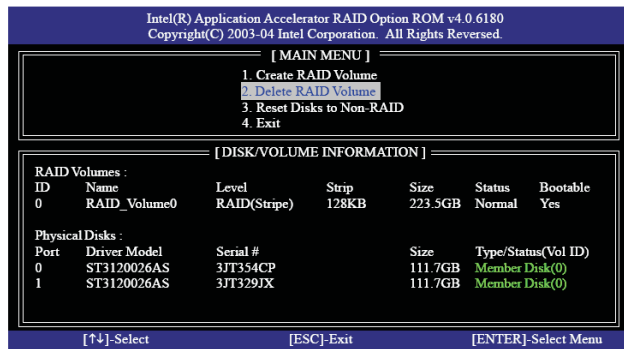 Intel(R) Application Accelerator RAID Option ROM v4.0.6180
Copyright(C) 2003-04 Intel Corporation. All Rights Reversed.
[ MAIN MENU ]
1. Create RAID Volume
2. Delete RAID Volume
3. Reset Disks to Non-RAID
4. Exit
[ DISK/VOLUME INFORMATION ]
RAID Volumes :
ID Name Level Strip Size Status Bootable
0 RAID_Volume0 RAID(Stripe) 128KB 223.5GB Normal Yes
Physical Disks :
Port Driver Model Serial # Size Type/Status(Vol ID)
0 ST3120026AS 3JT354CP 111.7GB Member Disk(0)
1 ST3120026AS 3JT329JX 111.7GB Member Disk(0)
[↑↓]-Select [ESC]-Exit [ENTER]-Select Menu